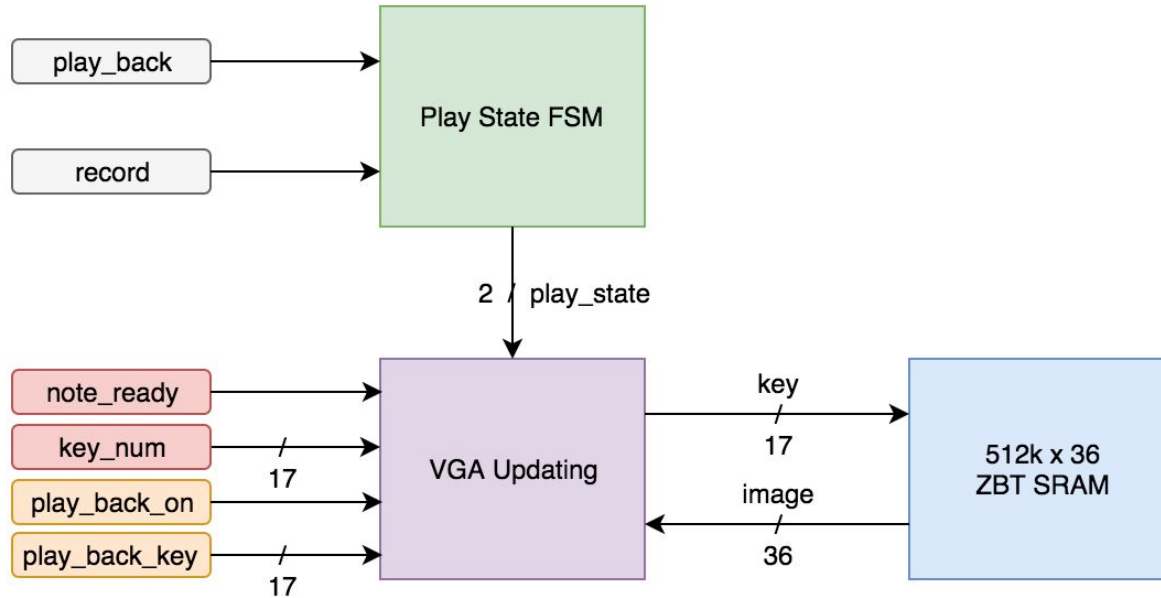 play_back
record
Play State FSM
2 / play_state
note_ready
key_num
/
17
play_back_on
play_back_key
/
17
VGA Updating
key
/
17
image
/
36
512k x 36
ZBT SRAM